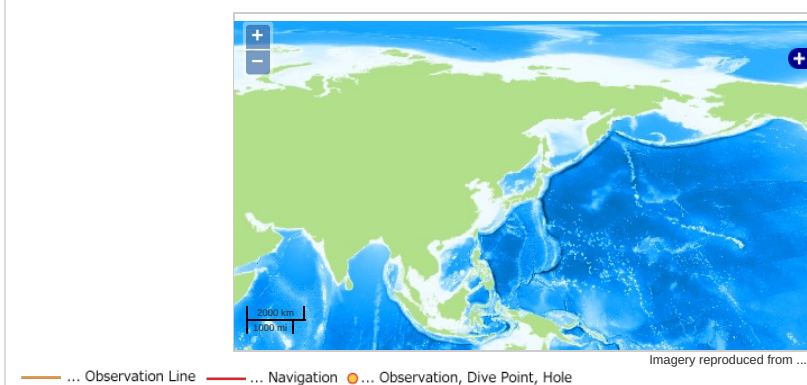 +
−
+
2000 km
1000 mi
Imagery reproduced from ...
... Observation Line ... Navigation ... Observation, Dive Point, Hole